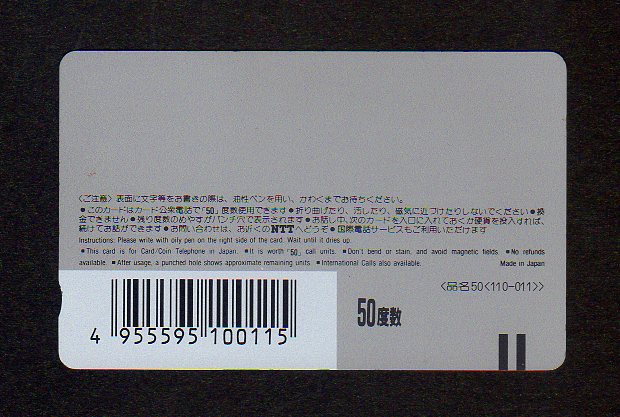 〈ご注意〉表面に文字等をお書きの際は、油性ペンを用い、かわくまでお待ちください。
●このカードはカード公衆電話で"50"度数使用できます●折り曲げたり、汚したり、磁気に近づけたりしないでください●換
金できません●残り度数のめやすがパンチ穴で表示されます●お話し中、次のカードを入口に入れておくか硬貨を投入すれば、
続けてお話ができます●お問い合わせは、お近くのNTTへどうぞ●国際電話サービスもご利用いただけます
Instructions: Please write with oily pen on the right side of the card. Wait until it dries up.
●This card is for Card/Coin Telephone in Japan. ●It is worth "50" call units. ●Don't bend or stain, and avoid magnetic fields. ●No refunds
available. ●After usage, a punched hole shows approximate remaining units. ●International Calls also available. Made in Japan
〈品名50〈110-011〉〉
50度数
4 955595 100115